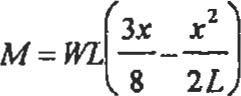 M = WL(3x/8 − x²/2L)